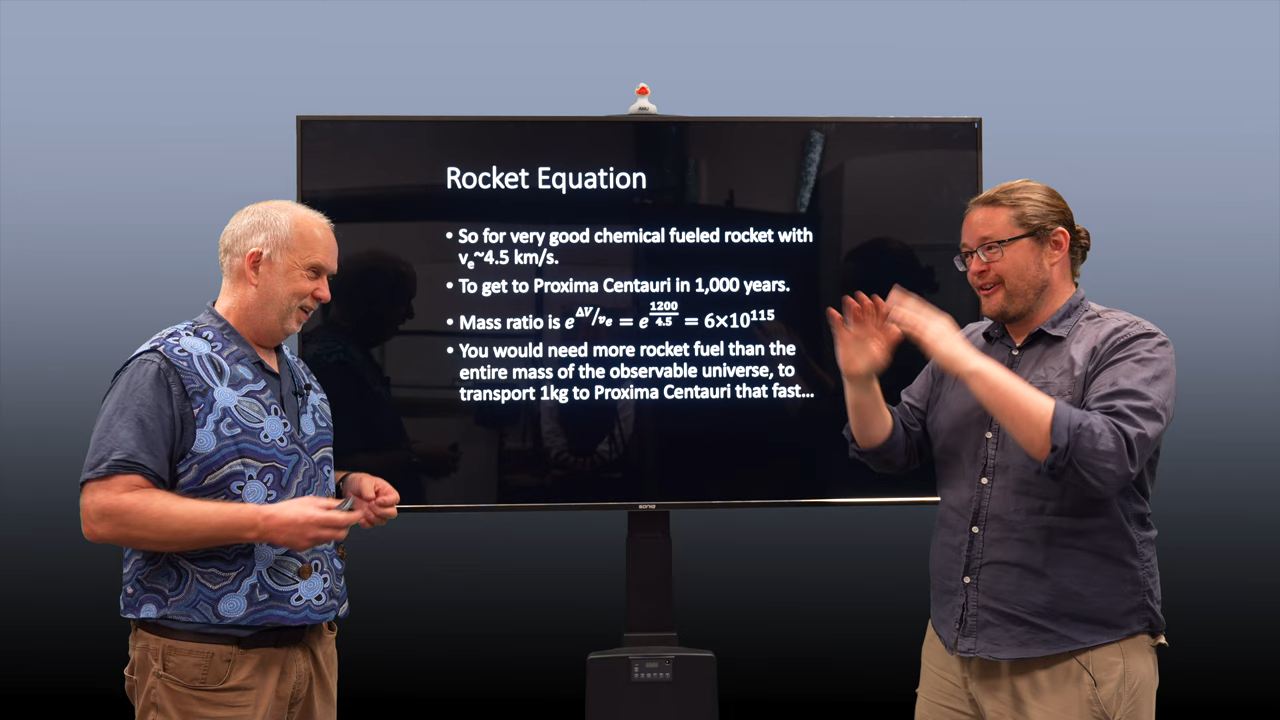 Rocket Equation
• So for very good chemical fueled rocket with
vₑ~4.5 km/s.
• To get to Proxima Centauri in 1,000 years.
• Mass ratio is e^(ΔV/vₑ) = e^(1200/4.5) = 6×10¹¹⁵
• You would need more rocket fuel than the
entire mass of the observable universe, to
transport 1kg to Proxima Centauri that fast...
soniq